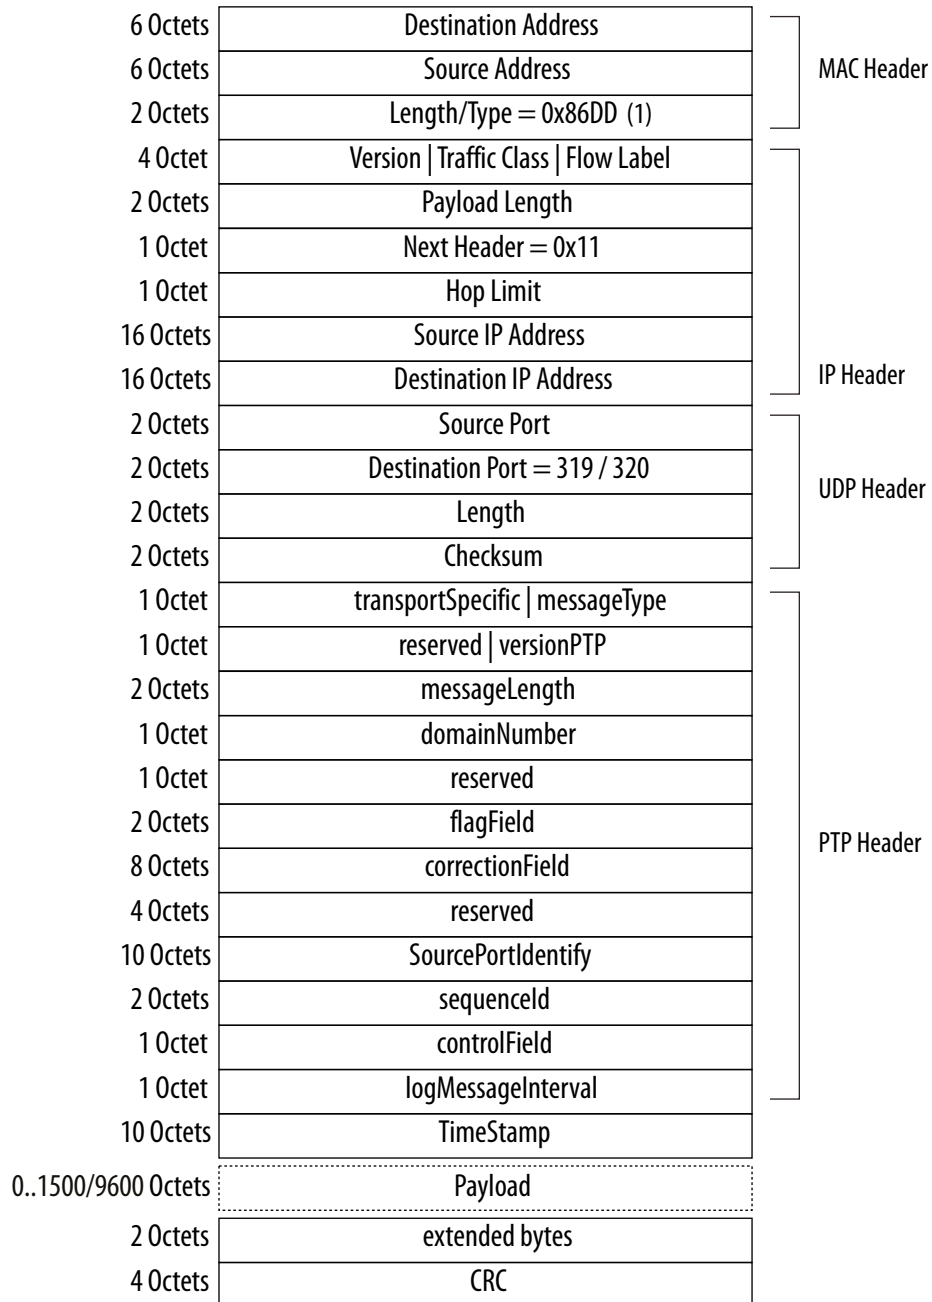 6 Octets Destination Address
6 Octets Source Address MAC Header
2 Octets Length/Type = 0x86DD (1)
4 Octet Version | Traffic Class | Flow Label
2 Octets Payload Length
1 Octet Next Header = 0x11
1 Octet Hop Limit
16 Octets Source IP Address
16 Octets Destination IP Address IP Header
2 Octets Source Port
2 Octets Destination Port = 319 / 320
UDP Header
2 Octets Length
2 Octets Checksum
1 Octet transportSpecific | messageType
1 Octet reserved | versionPTP
2 Octets messageLength
1 Octet domainNumber
1 Octet reserved
2 Octets flagField
PTP Header
8 Octets correctionField
4 Octets reserved
10 Octets SourcePortIdentify
2 Octets sequenceId
1 Octet controlField
1 Octet logMessageInterval
10 Octets TimeStamp
0..1500/9600 Octets Payload
2 Octets extended bytes
4 Octets CRC